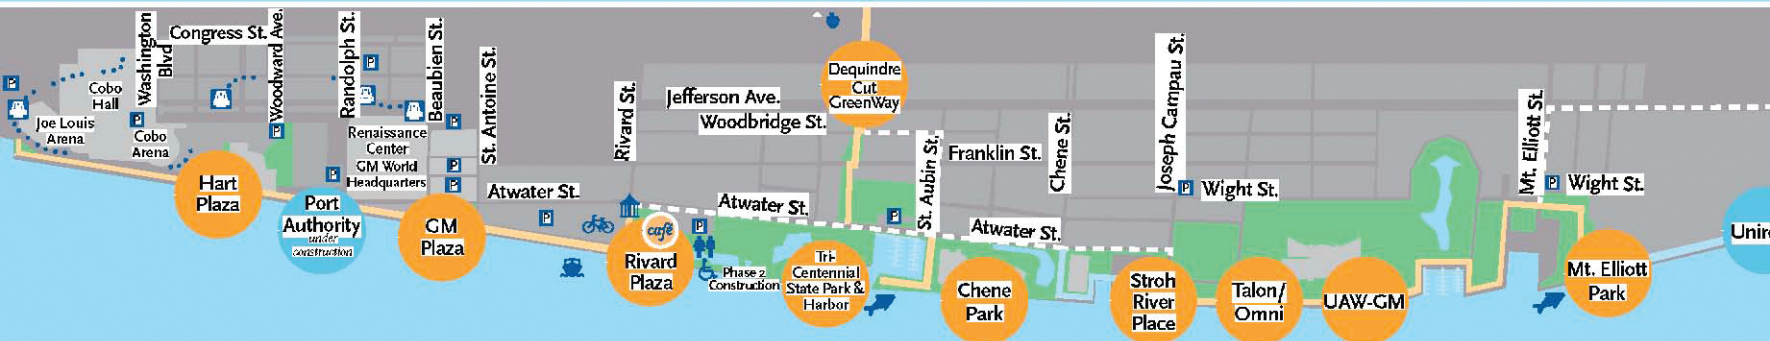 Congress St.
Washington
Blvd
Woodward Ave.
Randolph St.
Beaubien St.
St. Antoine St.
Cobo
Hall
Joe Louis
Arena
Cobo
Arena
Renaissance
Center
GM World
Headquarters
Hart
Plaza
Port
Authority
under
construction
GM
Plaza
Atwater St.
Rivard St.
café
Rivard
Plaza
Phase 2
Construction
Jefferson Ave.
Woodbridge St.
Dequindre
Cut
GreenWay
Atwater St.
Tri-
Centennial
State Park &
Harbor
St. Aubin St.
Franklin St.
Chene St.
Atwater St.
Chene
Park
Joseph Campau St.
Wight St.
Stroh
River
Place
Talon/
Omni
UAW-GM
Mt. Elliott St.
Wight St.
Mt. Elliott
Park
P
P
P
P
P
P
P
P
P
P
P
P
P